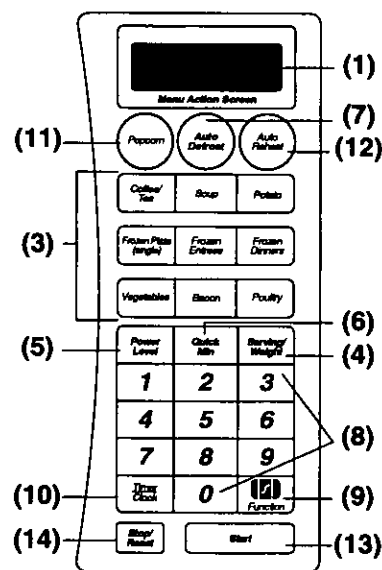 (1)
Menu Action Screen
(7)
(11)
Popcorn
Auto
Defrost
Auto
Reheat
(12)
Coffee/
Tea
Soup
Potato
(3)
Frozen Plate
(single)
Frozen
Entrees
Frozen
Dinners
Vegetables
Bacon
Poultry
(6)
(5)
Power
Level
Quick
Min
Serving/
Weight
(4)
1 2 3
4 5 6
(8)
7 8 9
(10)
Timer
Clock
0
Function
(9)
(14)
Stop/
Reset
Start
(13)